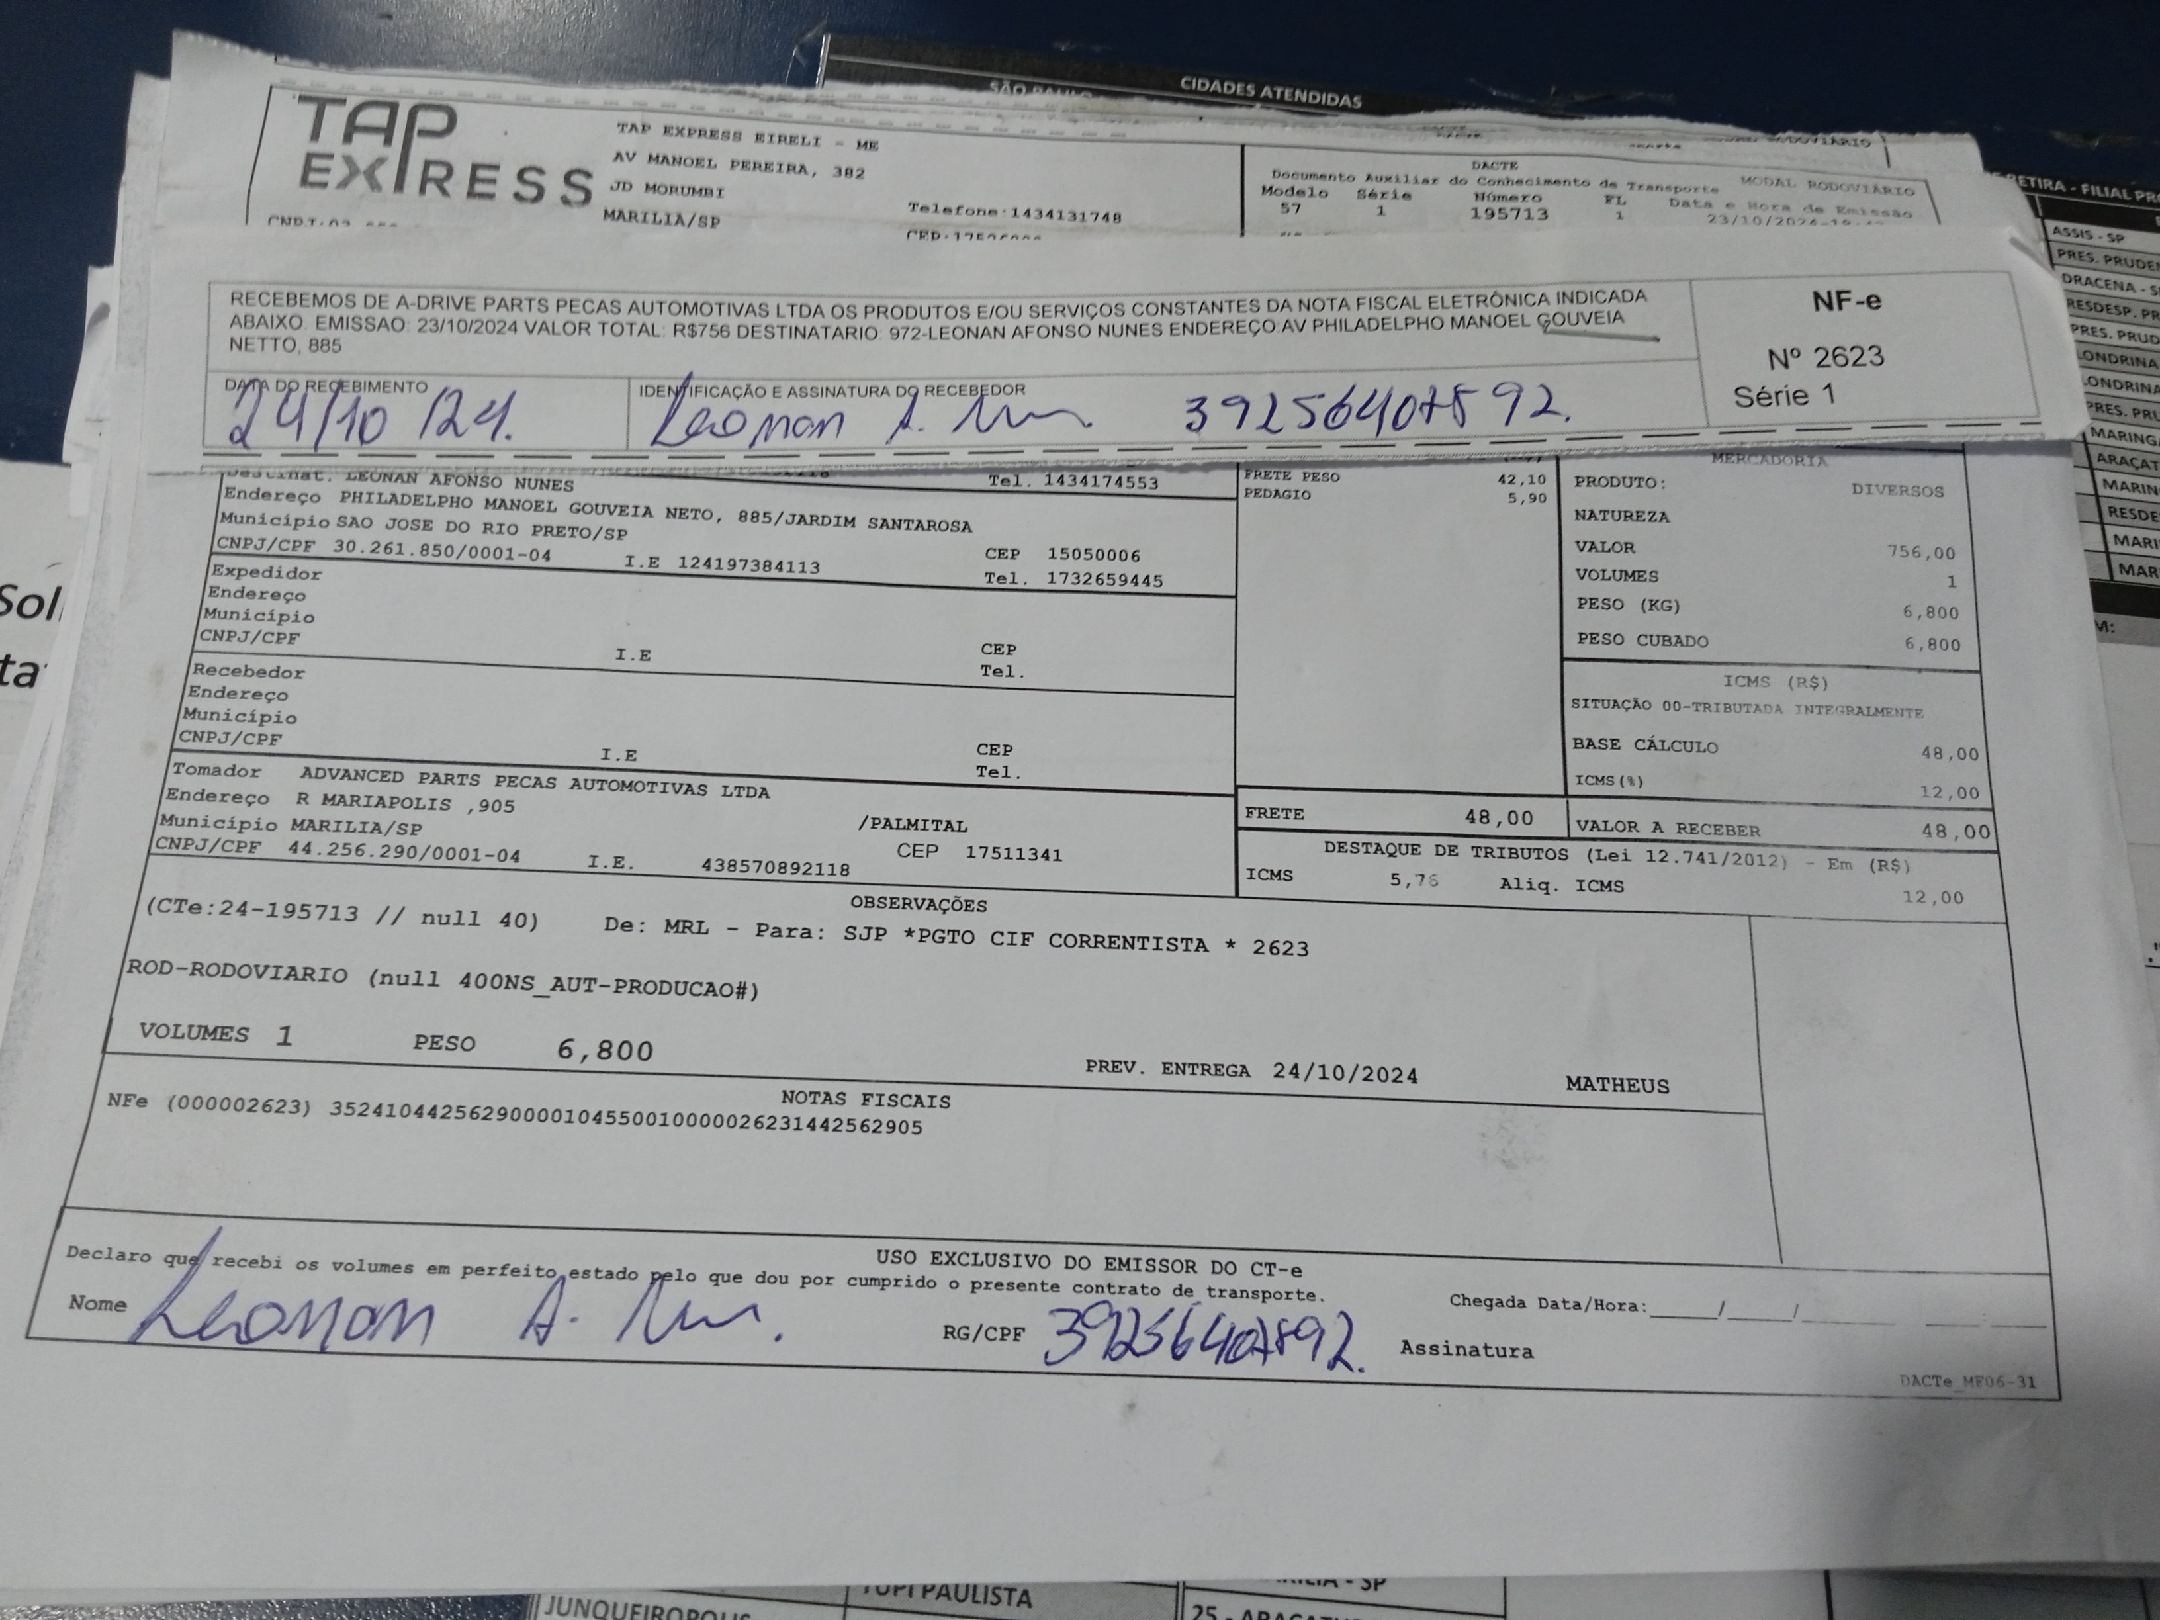 CIDADES ATENDIDAS
SÃO PAULO
TAP
EXPRESS
TAP EXPRESS EIRELI - ME
AV MANOEL PEREIRA, 382
JD MORUMBI
MARILIA/SP
Telefone:1434131748
DACTE
Documento Auxiliar do Conhecimento de Transporte
MODAL RODOVIÁRIO
Modelo Série Número FL Data e Hora de Emissão
57 1 195713 1 23/10/2024
RETIRA - FILIAL
ASSIS - SP
RECEBEMOS DE A-DRIVE PARTS PECAS AUTOMOTIVAS LTDA OS PRODUTOS E/OU SERVIÇOS CONSTANTES DA NOTA FISCAL ELETRÔNICA INDICADA
ABAIXO. EMISSAO: 23/10/2024 VALOR TOTAL: R$756 DESTINATARIO: 972-LEONAN AFONSO NUNES ENDEREÇO AV PHILADELPHO MANOEL GOUVEIA
NETTO, 885
NF-e
Nº 2623
Série 1
DATA DO RECEBIMENTO
24/10/24.
IDENTIFICAÇÃO E ASSINATURA DO RECEBEDOR
Leonan A. 39256407892.
Destinat. LEONAN AFONSO NUNES Tel. 1434174553
Endereço PHILADELPHO MANOEL GOUVEIA NETO, 885/JARDIM SANTAROSA
Município SAO JOSE DO RIO PRETO/SP CEP 15050006
CNPJ/CPF 30.261.850/0001-04 I.E 124197384113 Tel. 1732659445
Expedidor
Endereço
Município CEP
CNPJ/CPF I.E Tel.
Recebedor
Endereço
Município CEP
CNPJ/CPF I.E Tel.
Tomador ADVANCED PARTS PECAS AUTOMOTIVAS LTDA
Endereço R MARIAPOLIS ,905 /PALMITAL
Município MARILIA/SP CEP 17511341
CNPJ/CPF 44.256.290/0001-04 I.E. 438570892118
FRETE PESO 42,10
PEDAGIO 5,90
FRETE 48,00
MERCADORIA
PRODUTO: DIVERSOS
NATUREZA
VALOR 756,00
VOLUMES 1
PESO (KG) 6,800
PESO CUBADO 6,800
ICMS (R$)
SITUAÇÃO 00-TRIBUTADA INTEGRALMENTE
BASE CÁLCULO 48,00
ICMS(%) 12,00
VALOR A RECEBER 48,00
DESTAQUE DE TRIBUTOS (Lei 12.741/2012) - Em (R$)
ICMS 5,76 Aliq. ICMS 12,00
OBSERVAÇÕES
(CTe:24-195713 // null 40) De: MRL - Para: SJP *PGTO CIF CORRENTISTA * 2623
ROD-RODOVIARIO (null 400NS_AUT-PRODUCAO#)
VOLUMES 1 PESO 6,800 PREV. ENTREGA 24/10/2024 MATHEUS
NOTAS FISCAIS
NFe (000002623) 35241044256290000104550010000026231442562905
USO EXCLUSIVO DO EMISSOR DO CT-e
Declaro que recebi os volumes em perfeito estado pelo que dou por cumprido o presente contrato de transporte.
Nome Leonan A. RG/CPF 39256407892. Chegada Data/Hora: / / :
Assinatura
DACTe_MF06-31
TUPI PAULISTA
JUNQUEIROPOLIS